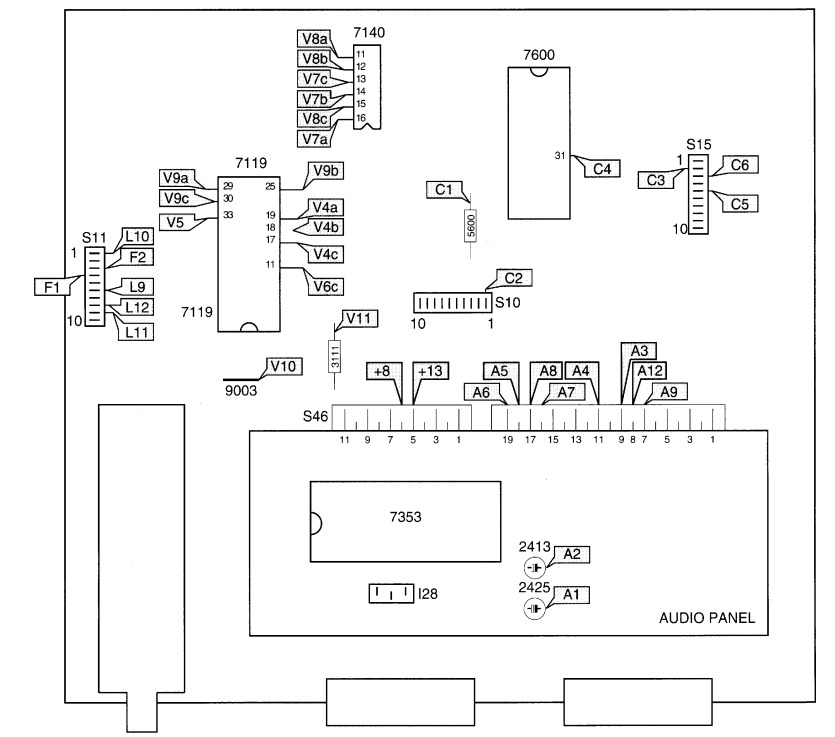 7140
V8a
V8b
V7c
V7b
V8c
V7a
11
12
13
14
15
16
7600
31
C4
S15
1
10
C3
C6
C5
7119
V9a
V9c
V5
29
30
33
25
19
18
17
11
V9b
V4a
V4b
V4c
V6c
7119
C1
5600
S11
1
10
L10
F2
F1
L9
L12
L11
C2
S10
10
1
V11
3111
V10
9003
+8
+13
A5
A6
A8
A7
A4
A3
A12
A9
S46
11 9 7 5 3 1
19 17 15 13 11 9 8 7 5 3 1
7353
2413
A2
2425
A1
I28
AUDIO PANEL